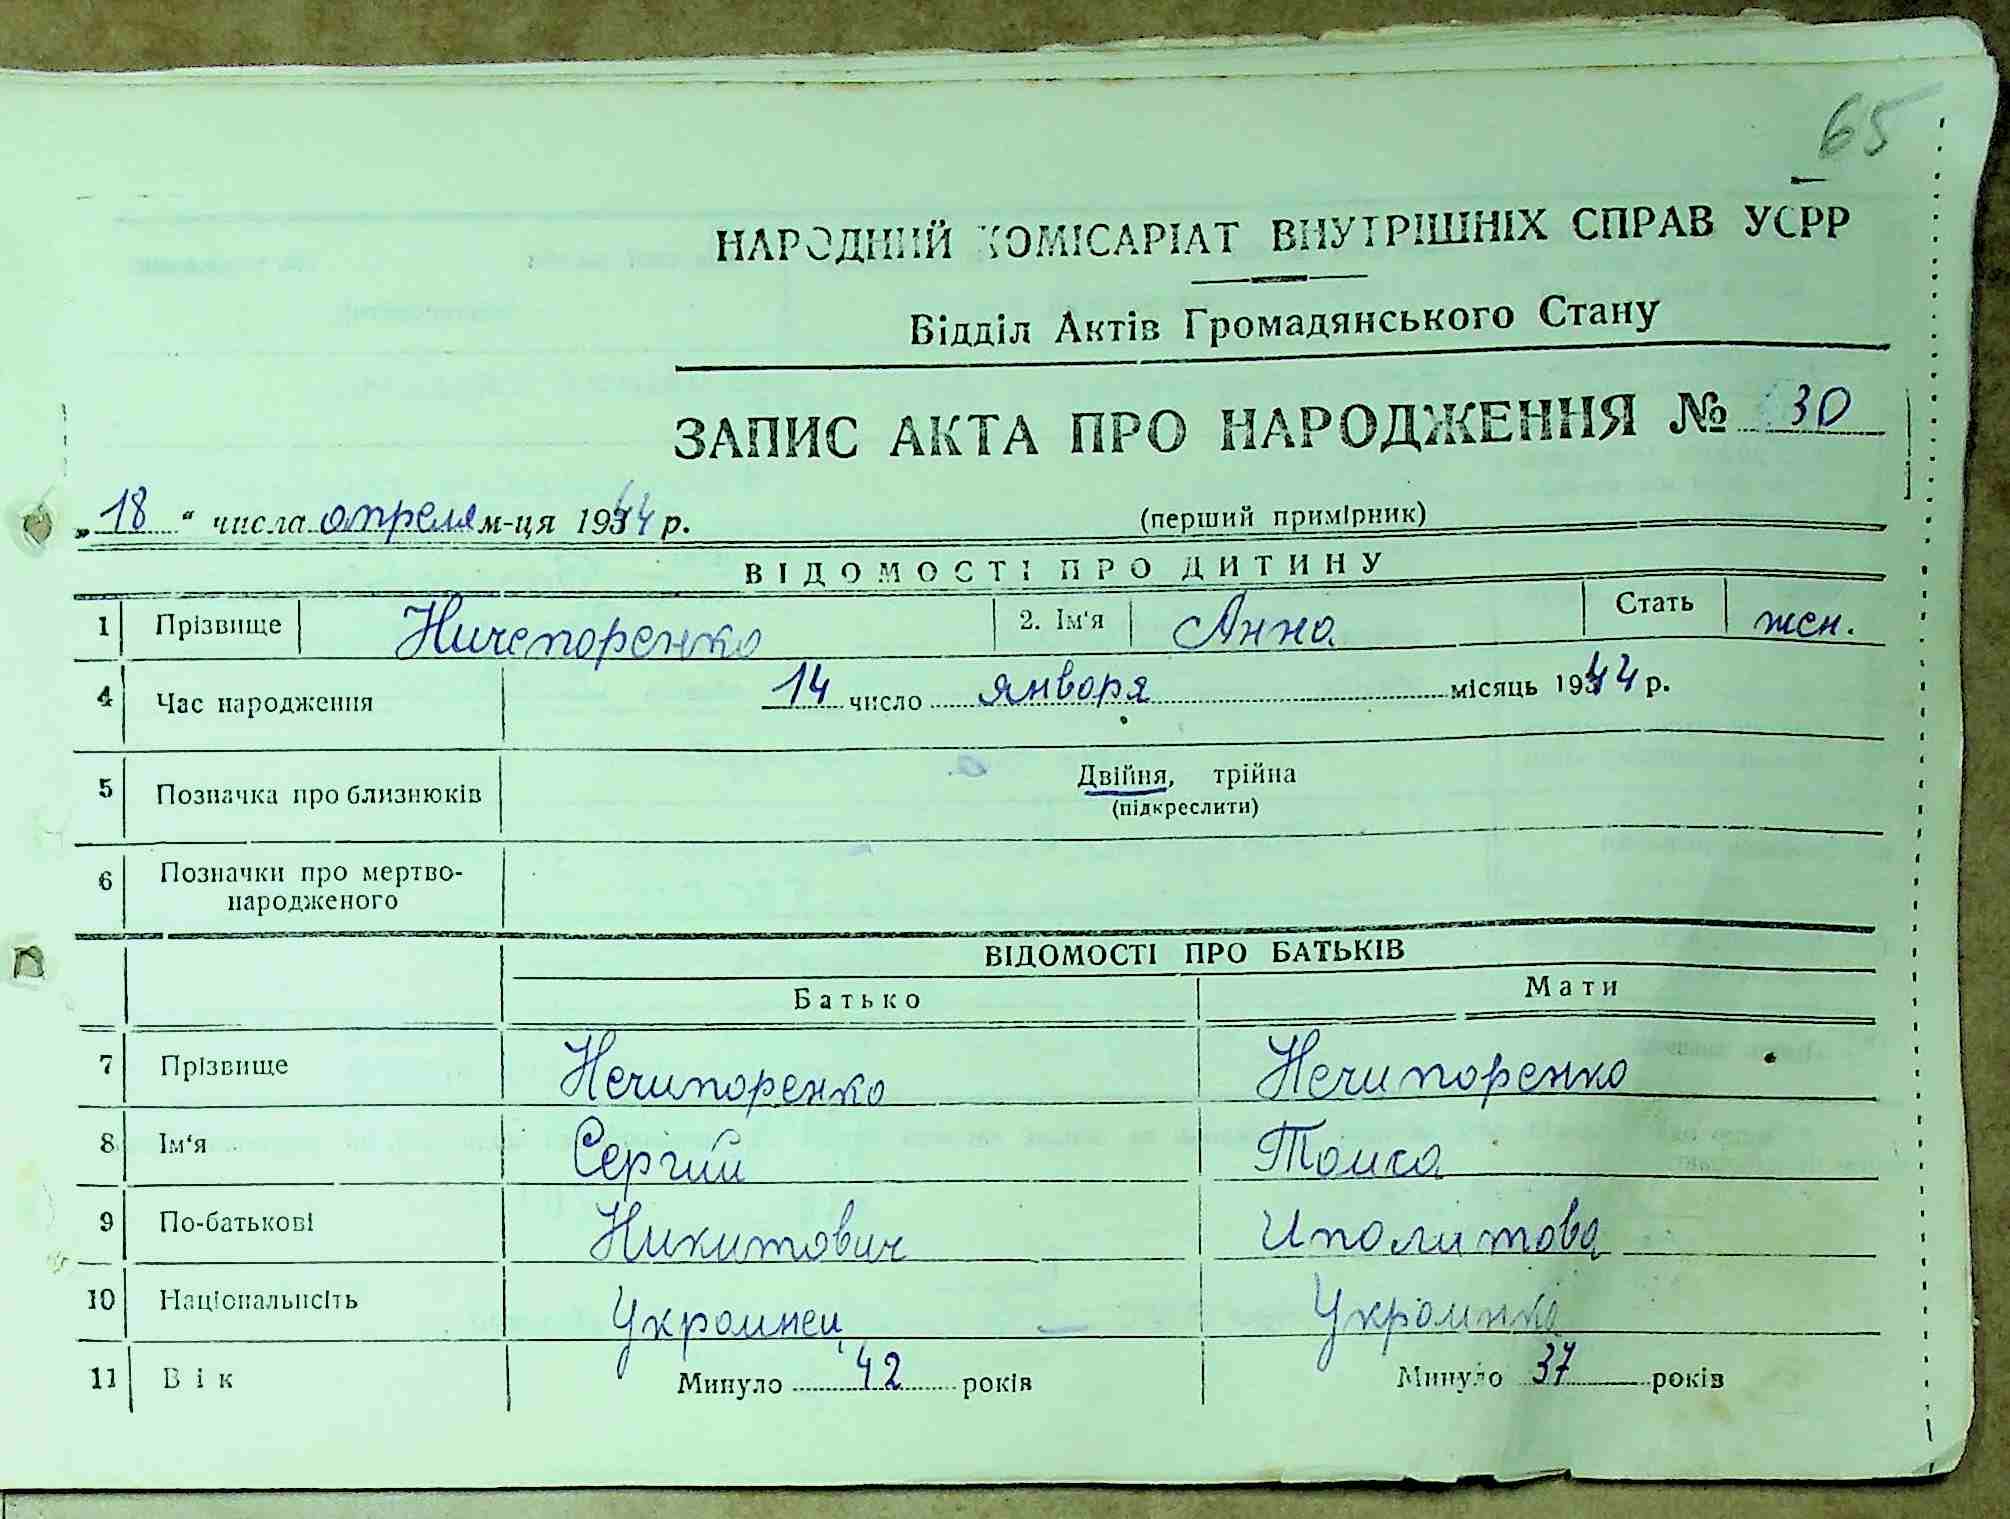 65
НАРОДНИЙ КОМІСАРІАТ ВНУТРІШНІХ СПРАВ УСРР
Відділ Актів Громадянського Стану
ЗАПИС АКТА ПРО НАРОДЖЕННЯ № 30
„18“ числа апреля м-ця 1944 р. (перший примірник)
ВІДОМОСТІ ПРО ДИТИНУ
1 Прізвище Ничепоренко 2. Ім'я Анна Стать жен.
4 Час народження 14 число января місяць 1944 р.
5 Позначка про близнюків Двійня, трійна
(підкреслити)
6 Позначки про мертво-
народженого
ВІДОМОСТІ ПРО БАТЬКІВ
Батько Мати
7 Прізвище Нечипоренко Нечипоренко
8 Ім'я Сергий
9 По-батькові Никитович Иполитова
10 Національність Украинец Украинка
11 Вік Минуло 42 років Минуло 37 років